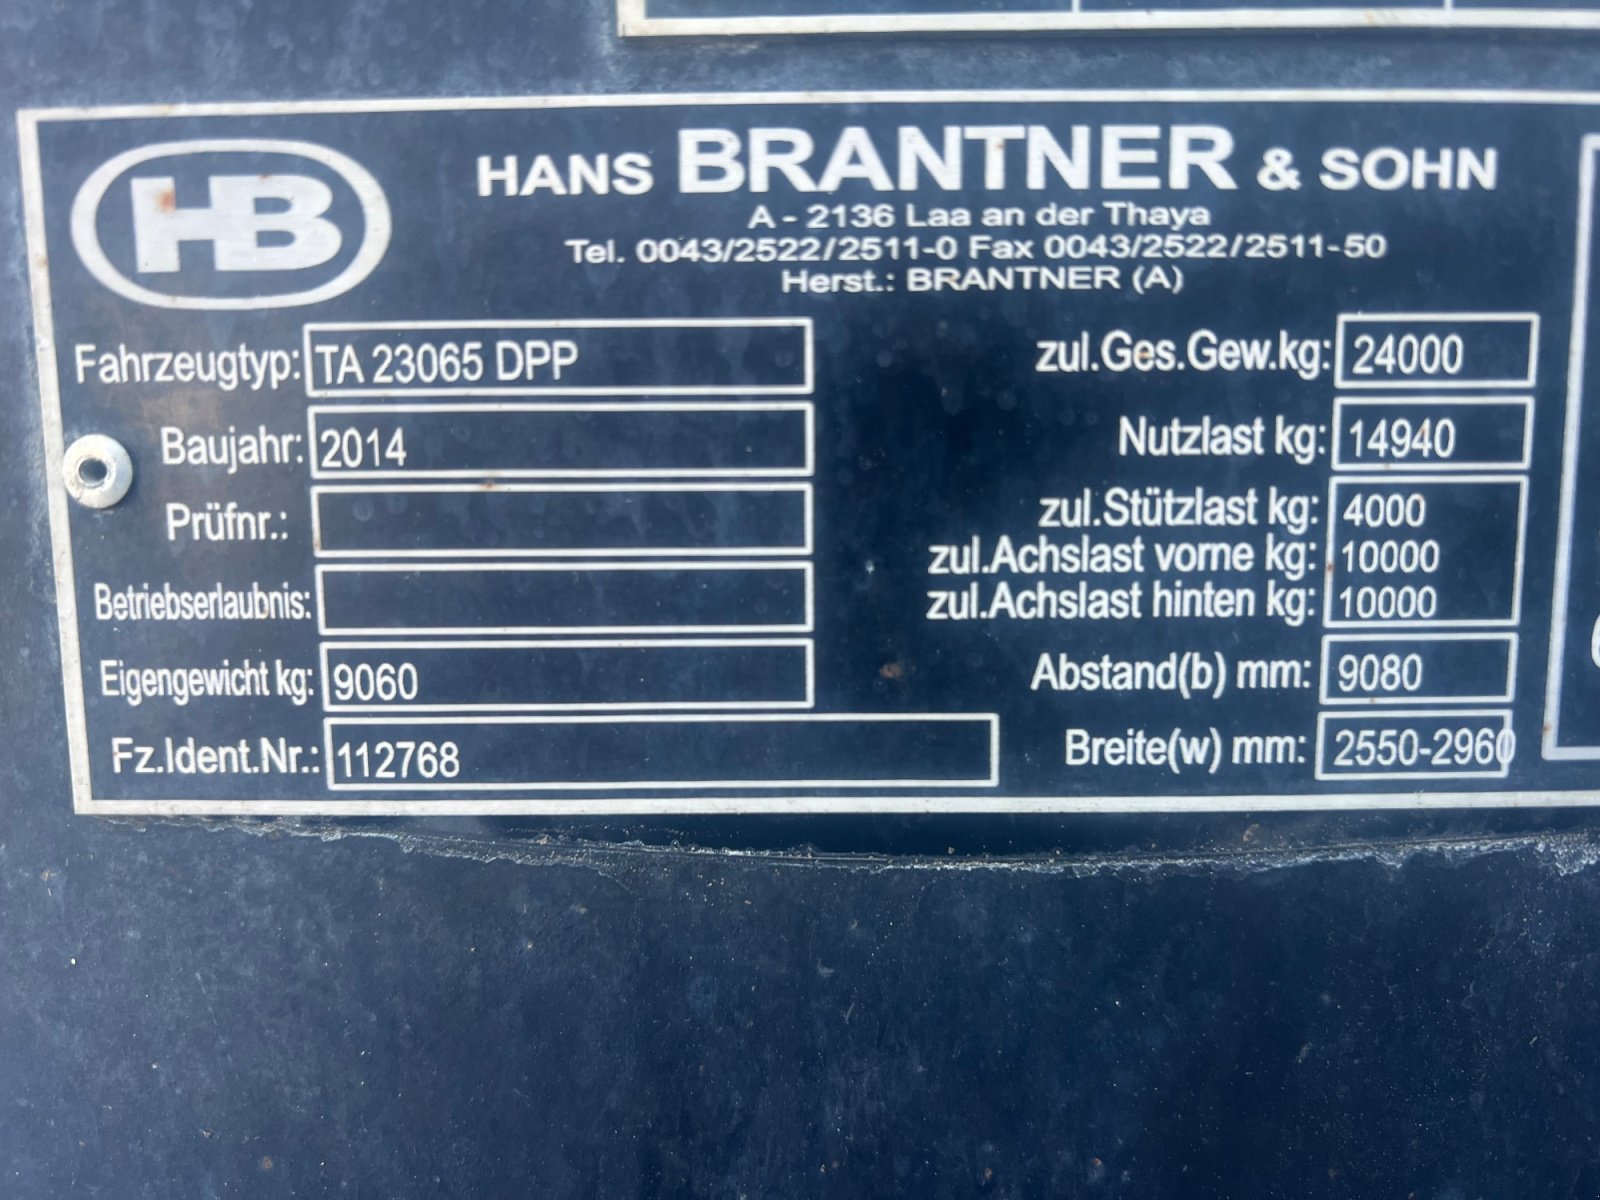 HB
HANS BRANTNER & SOHN
A - 2136 Laa an der Thaya
Tel. 0043/2522/2511-0 Fax 0043/2522/2511-50
Herst.: BRANTNER (A)
Fahrzeugtyp: TA 23065 DPP
Baujahr: 2014
Prüfnr.:
Betriebserlaubnis:
Eigengewicht kg: 9060
Fz.Ident.Nr.: 112768
zul.Ges.Gew.kg: 24000
Nutzlast kg: 14940
zul.Stützlast kg: 4000
zul.Achslast vorne kg: 10000
zul.Achslast hinten kg: 10000
Abstand(b) mm: 9080
Breite(w) mm: 2550-2960